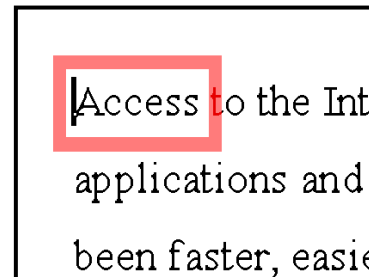 Access to the Int
applications and
been faster, easie